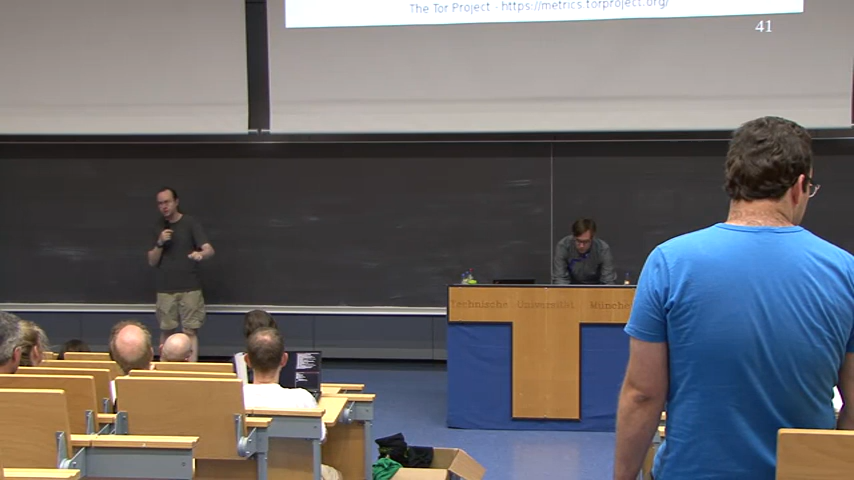 The Tor Project - https://metrics.torproject.org/
41
Technische Universität München